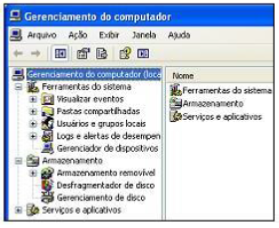 Gerenciamento do computador
Arquivo Ação Exibir Janela Ajuda
Gerenciamento do computador (loca
Ferramentas do sistema
Visualizar eventos
Pastas compartilhadas
Usuários e grupos locais
Logs e alertas de desempen
Gerenciador de dispositivos
Armazenamento
Armazenamento removível
Desfragmentador de disco
Gerenciamento de disco
Serviços e aplicativos
Nome
Ferramentas do sistema
Armazenamento
Serviços e aplicativos